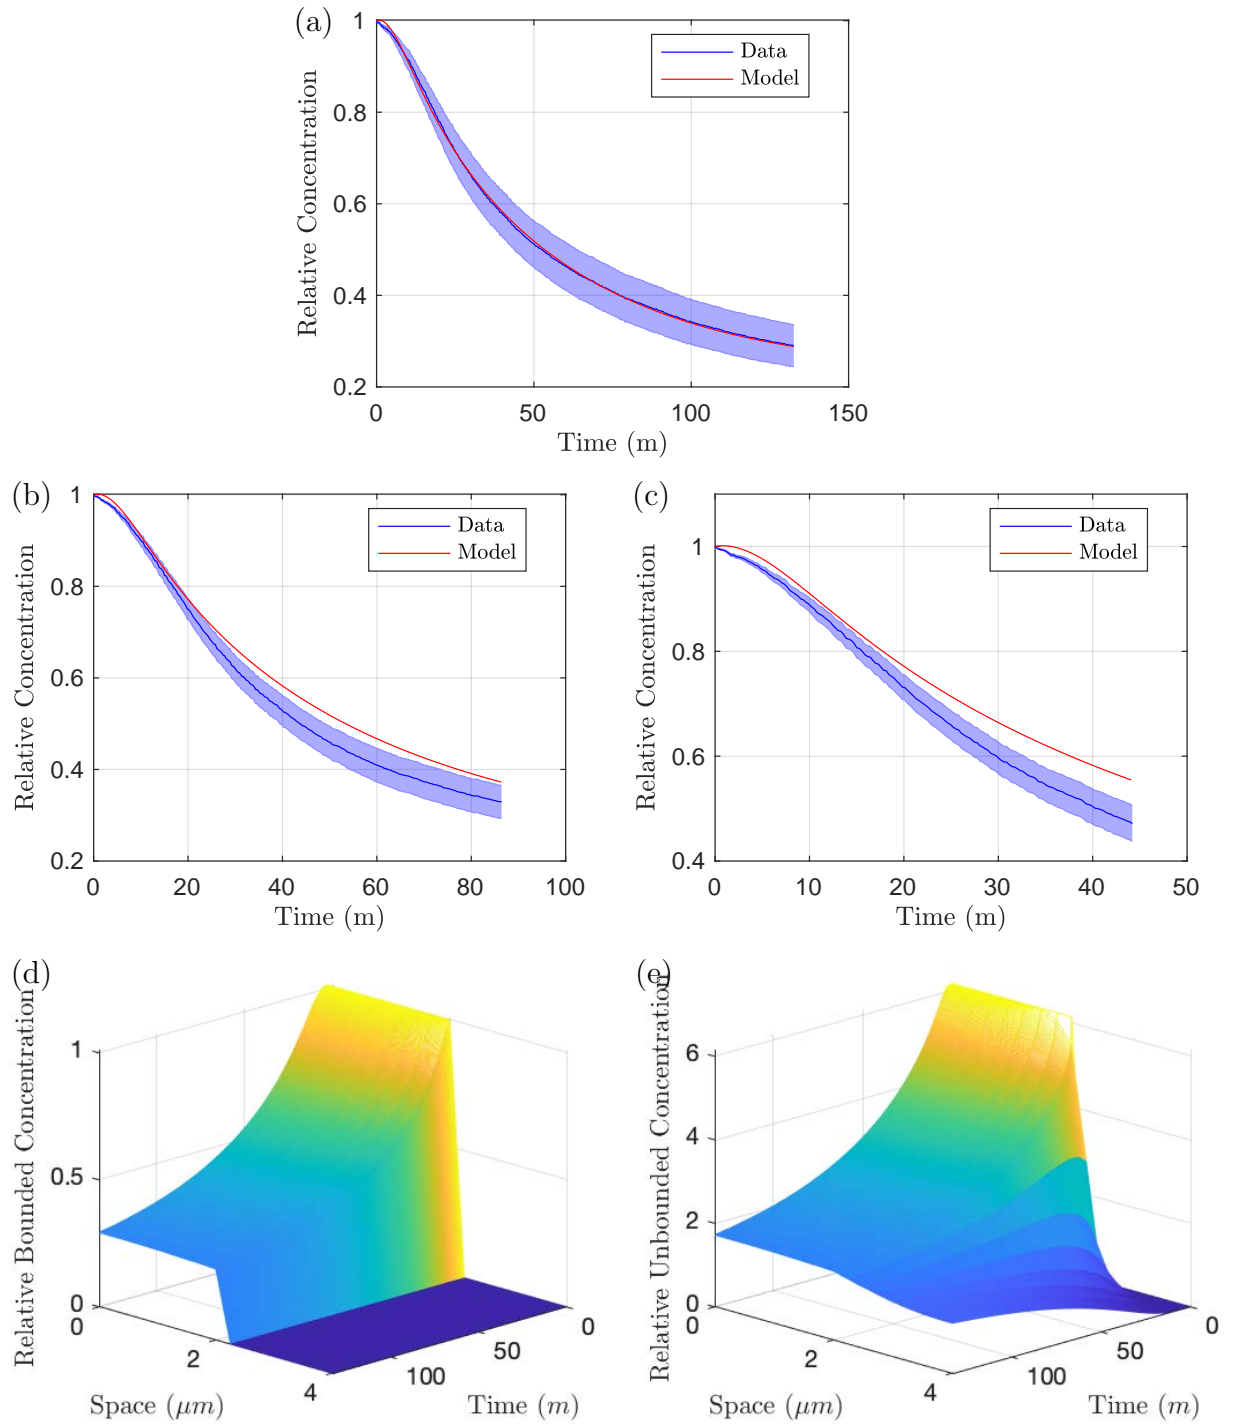 (a)
Relative Concentration
1
0.8
0.6
0.4
0.2
0 50 100 150
Time (m)
Data
Model
(b)
Relative Concentration
1
0.8
0.6
0.4
0.2
0 20 40 60 80 100
Time (m)
Data
Model
(c)
Relative Concentration
1
0.8
0.6
0.4
0 10 20 30 40 50
Time (m)
Data
Model
(d)
Relative Bounded Concentration
1
0.5
0
0 2 4
Space (μm)
100 50 0
Time (m)
(e)
Relative Unbounded Concentration
6
4
2
0
0 2 4
Space (μm)
100 50 0
Time (m)